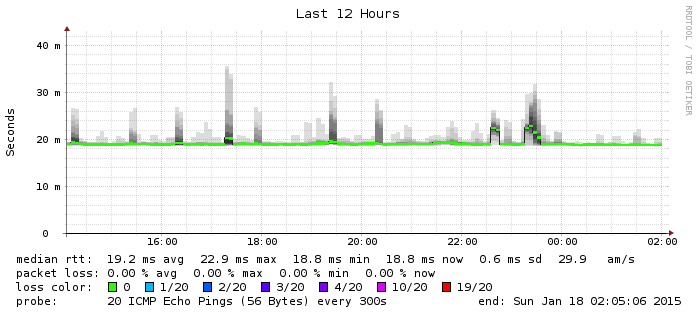 Last 12 Hours
RRDTOOL / TOBI OETIKER
Seconds
40 m
30 m
20 m
10 m
0
16:00 18:00 20:00 22:00 00:00 02:00
median rtt: 19.2 ms avg 22.9 ms max 18.8 ms min 18.8 ms now 0.6 ms sd 29.9 am/s
packet loss: 0.00 % avg 0.00 % max 0.00 % min 0.00 % now
loss color: 0 1/20 2/20 3/20 4/20 10/20 19/20
probe: 20 ICMP Echo Pings (56 Bytes) every 300s end: Sun Jan 18 02:05:06 2015